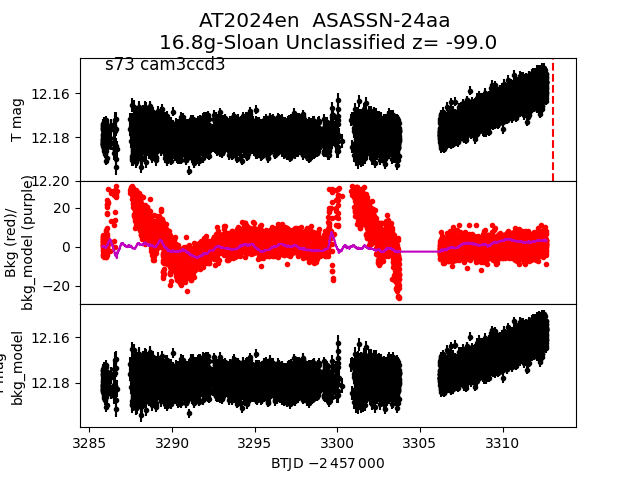 AT2024en ASASSN-24aa
16.8g-Sloan Unclassified z= -99.0
s73 cam3ccd3
T mag
12.16
12.18
12.20
Bkg (red)/
bkg_model (purple)
20
0
−20
bkg_model
12.16
12.18
3285
3290
3295
3300
3305
3310
BTJD −2 457 000